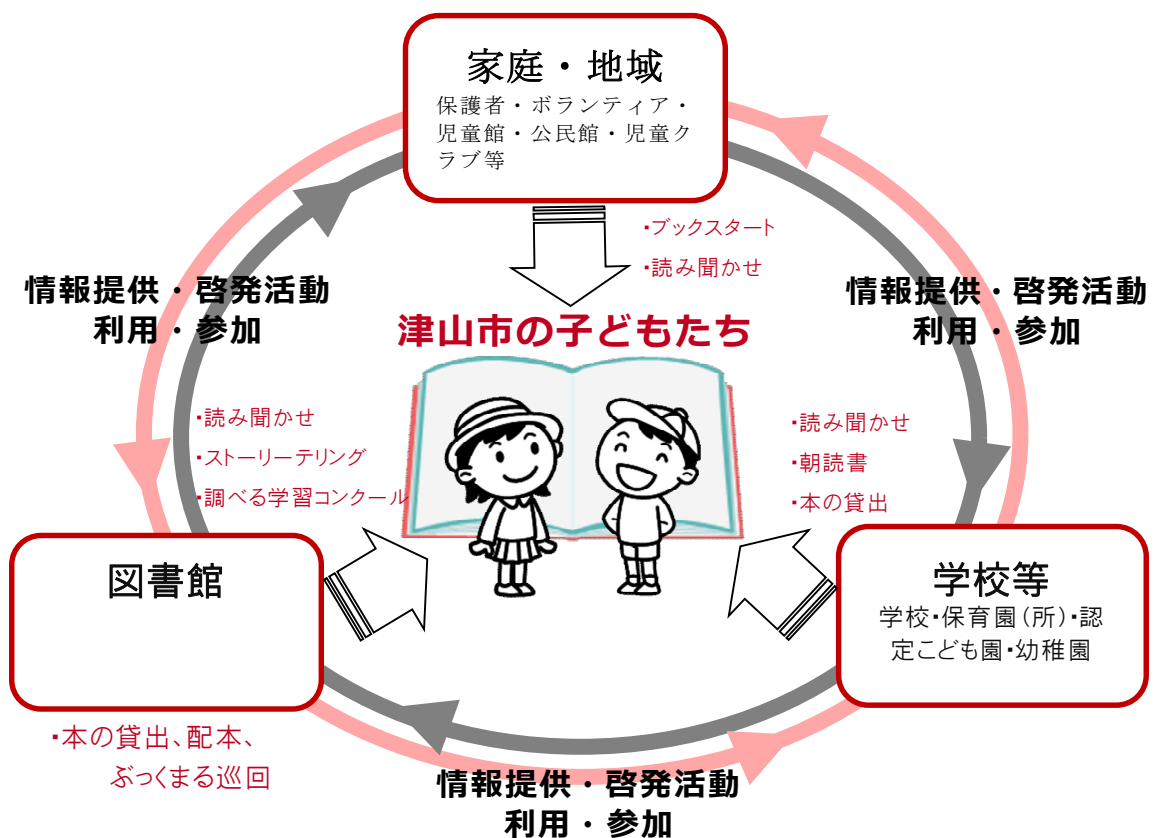 家庭・地域
保護者・ボランティア・
児童館・公民館・児童ク
ラブ等
・ブックスタート
・読み聞かせ
情報提供・啓発活動
利用・参加
情報提供・啓発活動
利用・参加
津山市の子どもたち
・読み聞かせ
・ストーリーテリング
・調べる学習コンクール
・読み聞かせ
・朝読書
・本の貸出
図書館
学校等
学校・保育園(所)・認
定こども園・幼稚園
・本の貸出、配本、
ぶっくまる巡回
情報提供・啓発活動
利用・参加